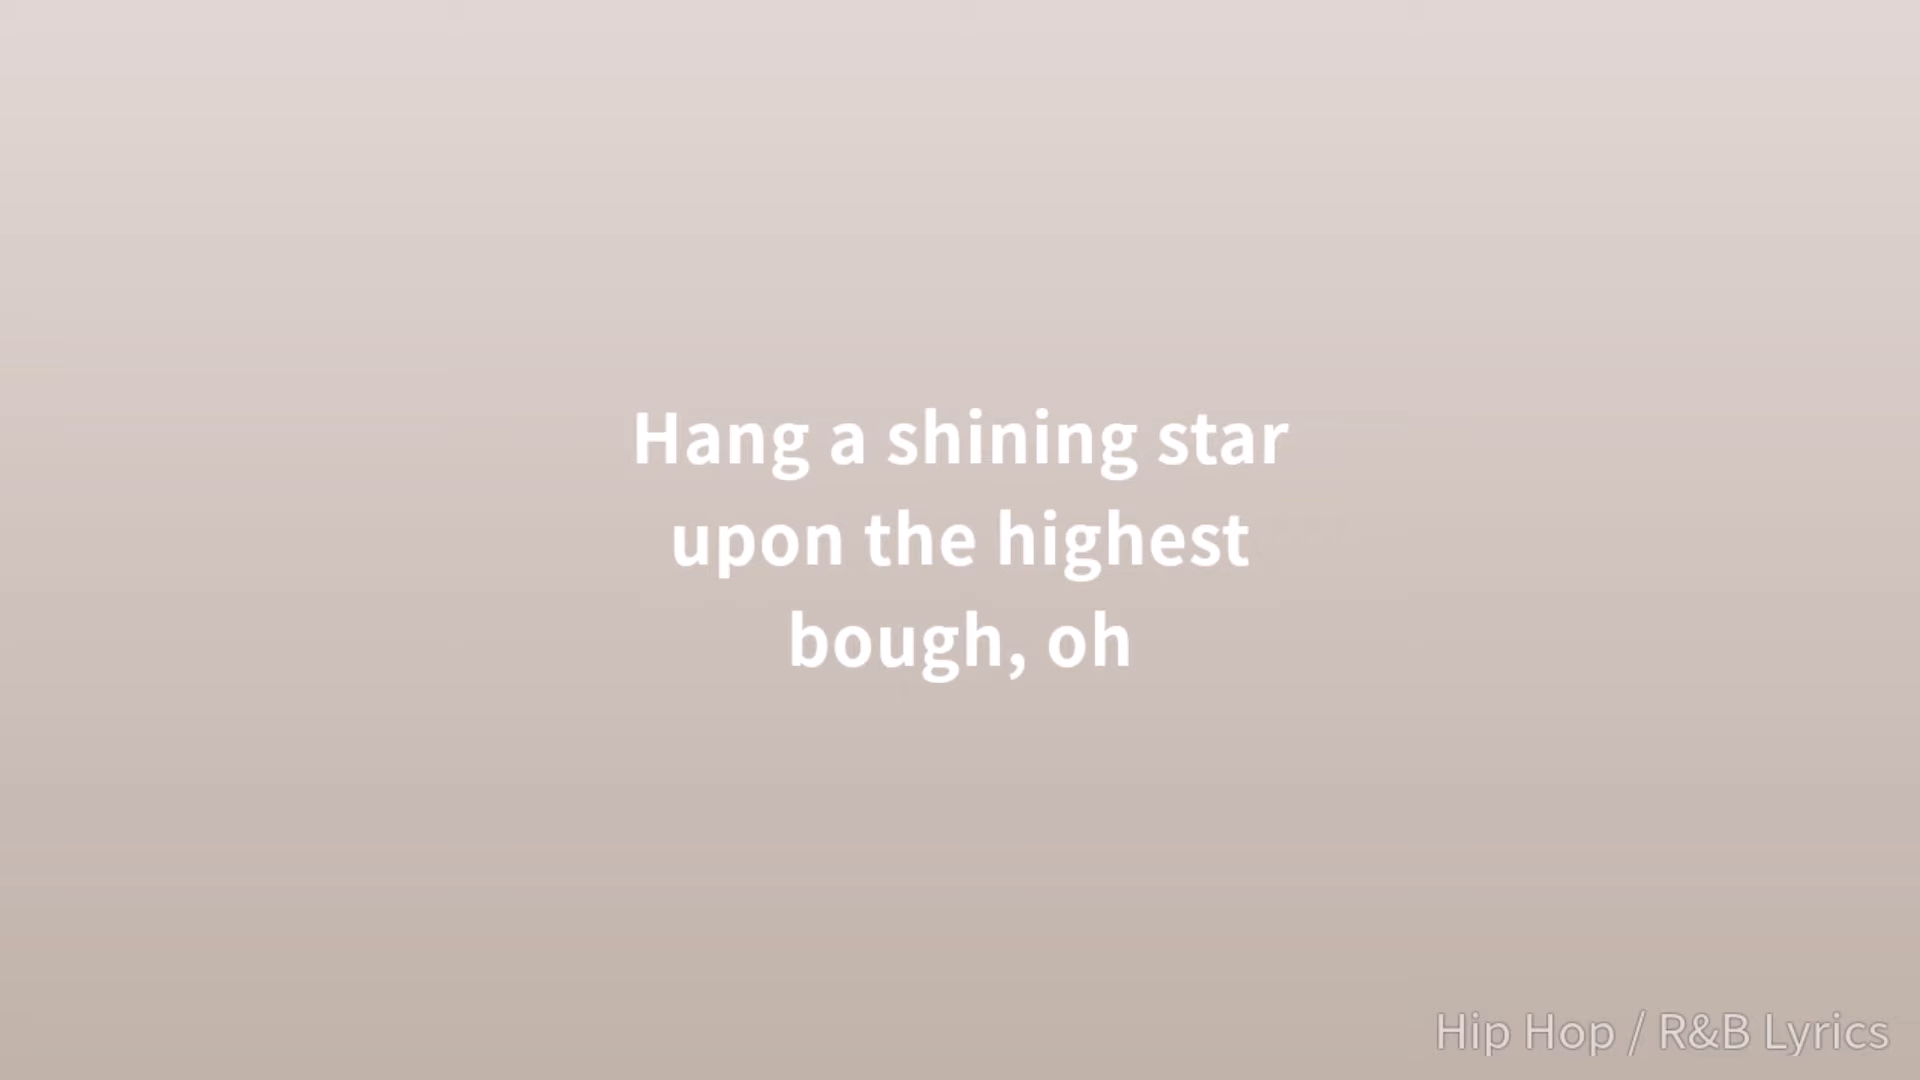 Hang a shining star
upon the highest
bough, oh
Hip Hop / R&B Lyrics